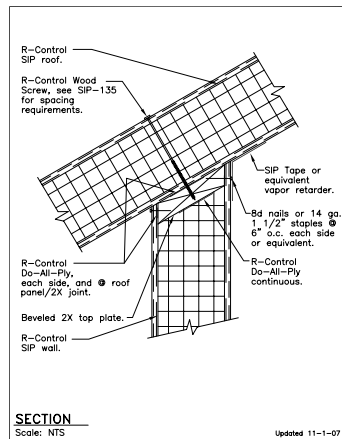 R-Control
SIP roof.
R-Control Wood
Screw, see SIP-135
for spacing
requirements.
SIP Tape or
equivalent
vapor retarder.
8d nails or 14 ga.
1 1/2" staples @
6" o.c. each side
or equivalent.
R-Control
Do-All-Ply
continuous.
R-Control
Do-All-Ply,
each side, and @ roof
panel/2X joint.
Beveled 2X top plate.
R-Control
SIP wall.
SECTION
Scale: NTS
Updated 11-1-07